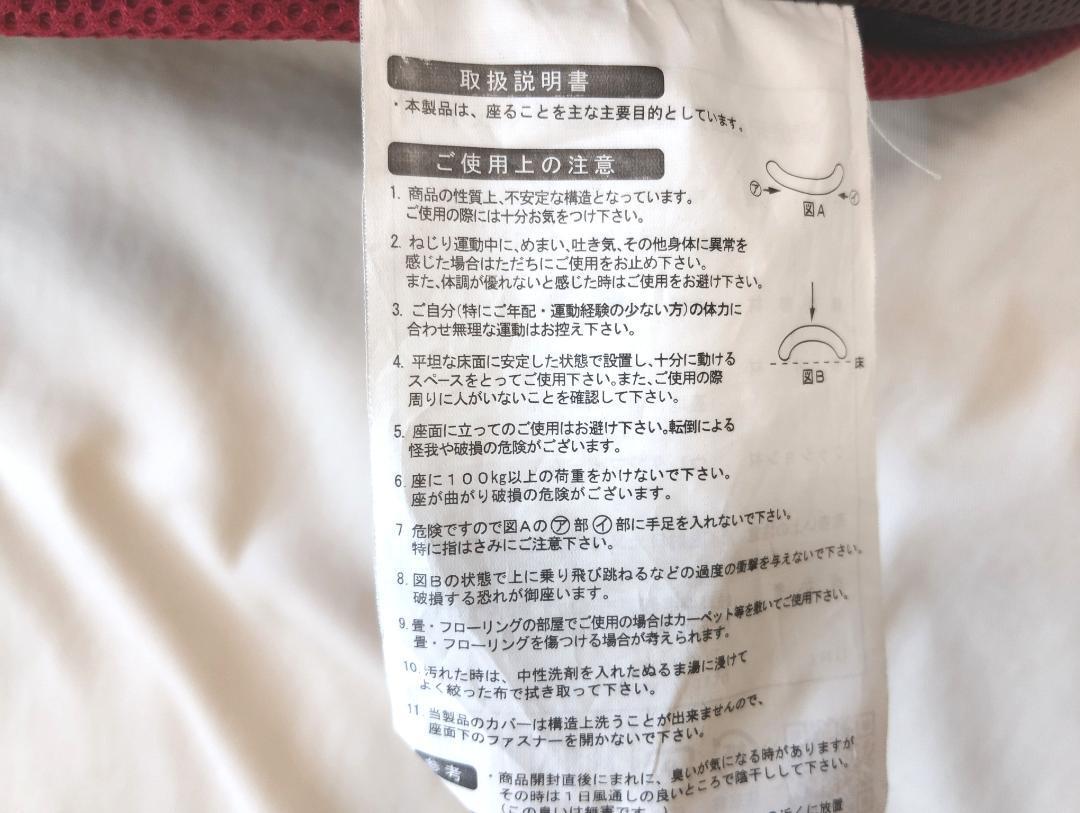 取扱説明書
・本製品は、座ることを主な主要目的としています。
ご使用上の注意
1. 商品の性質上、不安定な構造となっています。
ご使用の際には十分お気をつけ下さい。
ア
イ
図A
2. ねじり運動中に、めまい、吐き気、その他身体に異常を
感じた場合はただちにご使用をお止め下さい。
また、体調が優れないと感じた時はご使用をお避け下さい。
3. ご自分(特にご年配・運動経験の少ない方)の体力に
合わせ無理な運動はお控え下さい。
4. 平坦な床面に安定した状態で設置し、十分に動ける
スペースをとってご使用下さい。また、ご使用の際
周りに人がいないことを確認して下さい。
床
図B
5. 座面に立ってのご使用はお避け下さい。転倒による
怪我や破損の危険がございます。
6. 座に100kg以上の荷重をかけないで下さい。
座が曲がり破損の危険がございます。
7 危険ですので図Aの㋐部㋑部に手足を入れないで下さい。
特に指はさみにご注意下さい。
8. 図Bの状態で上に乗り飛び跳ねるなどの過度の衝撃を与えないで下さい。
破損する恐れが御座います。
9. 畳・フローリングの部屋でご使用の場合はカーペット等を敷いてご使用下さい。
畳・フローリングを傷つける場合が考えられます。
10. 汚れた時は、中性洗剤を入れたぬるま湯に浸けて
よく絞った布で拭き取って下さい。
11. 当製品のカバーは構造上洗うことが出来ませんので、
座面下のファスナーを開かないで下さい。
参考
・商品開封直後にまれに、臭いが気になる時がありますが
その時は1日風通しの良いところで陰干しして下さい。
(この臭いは無害です。)
近くに放置